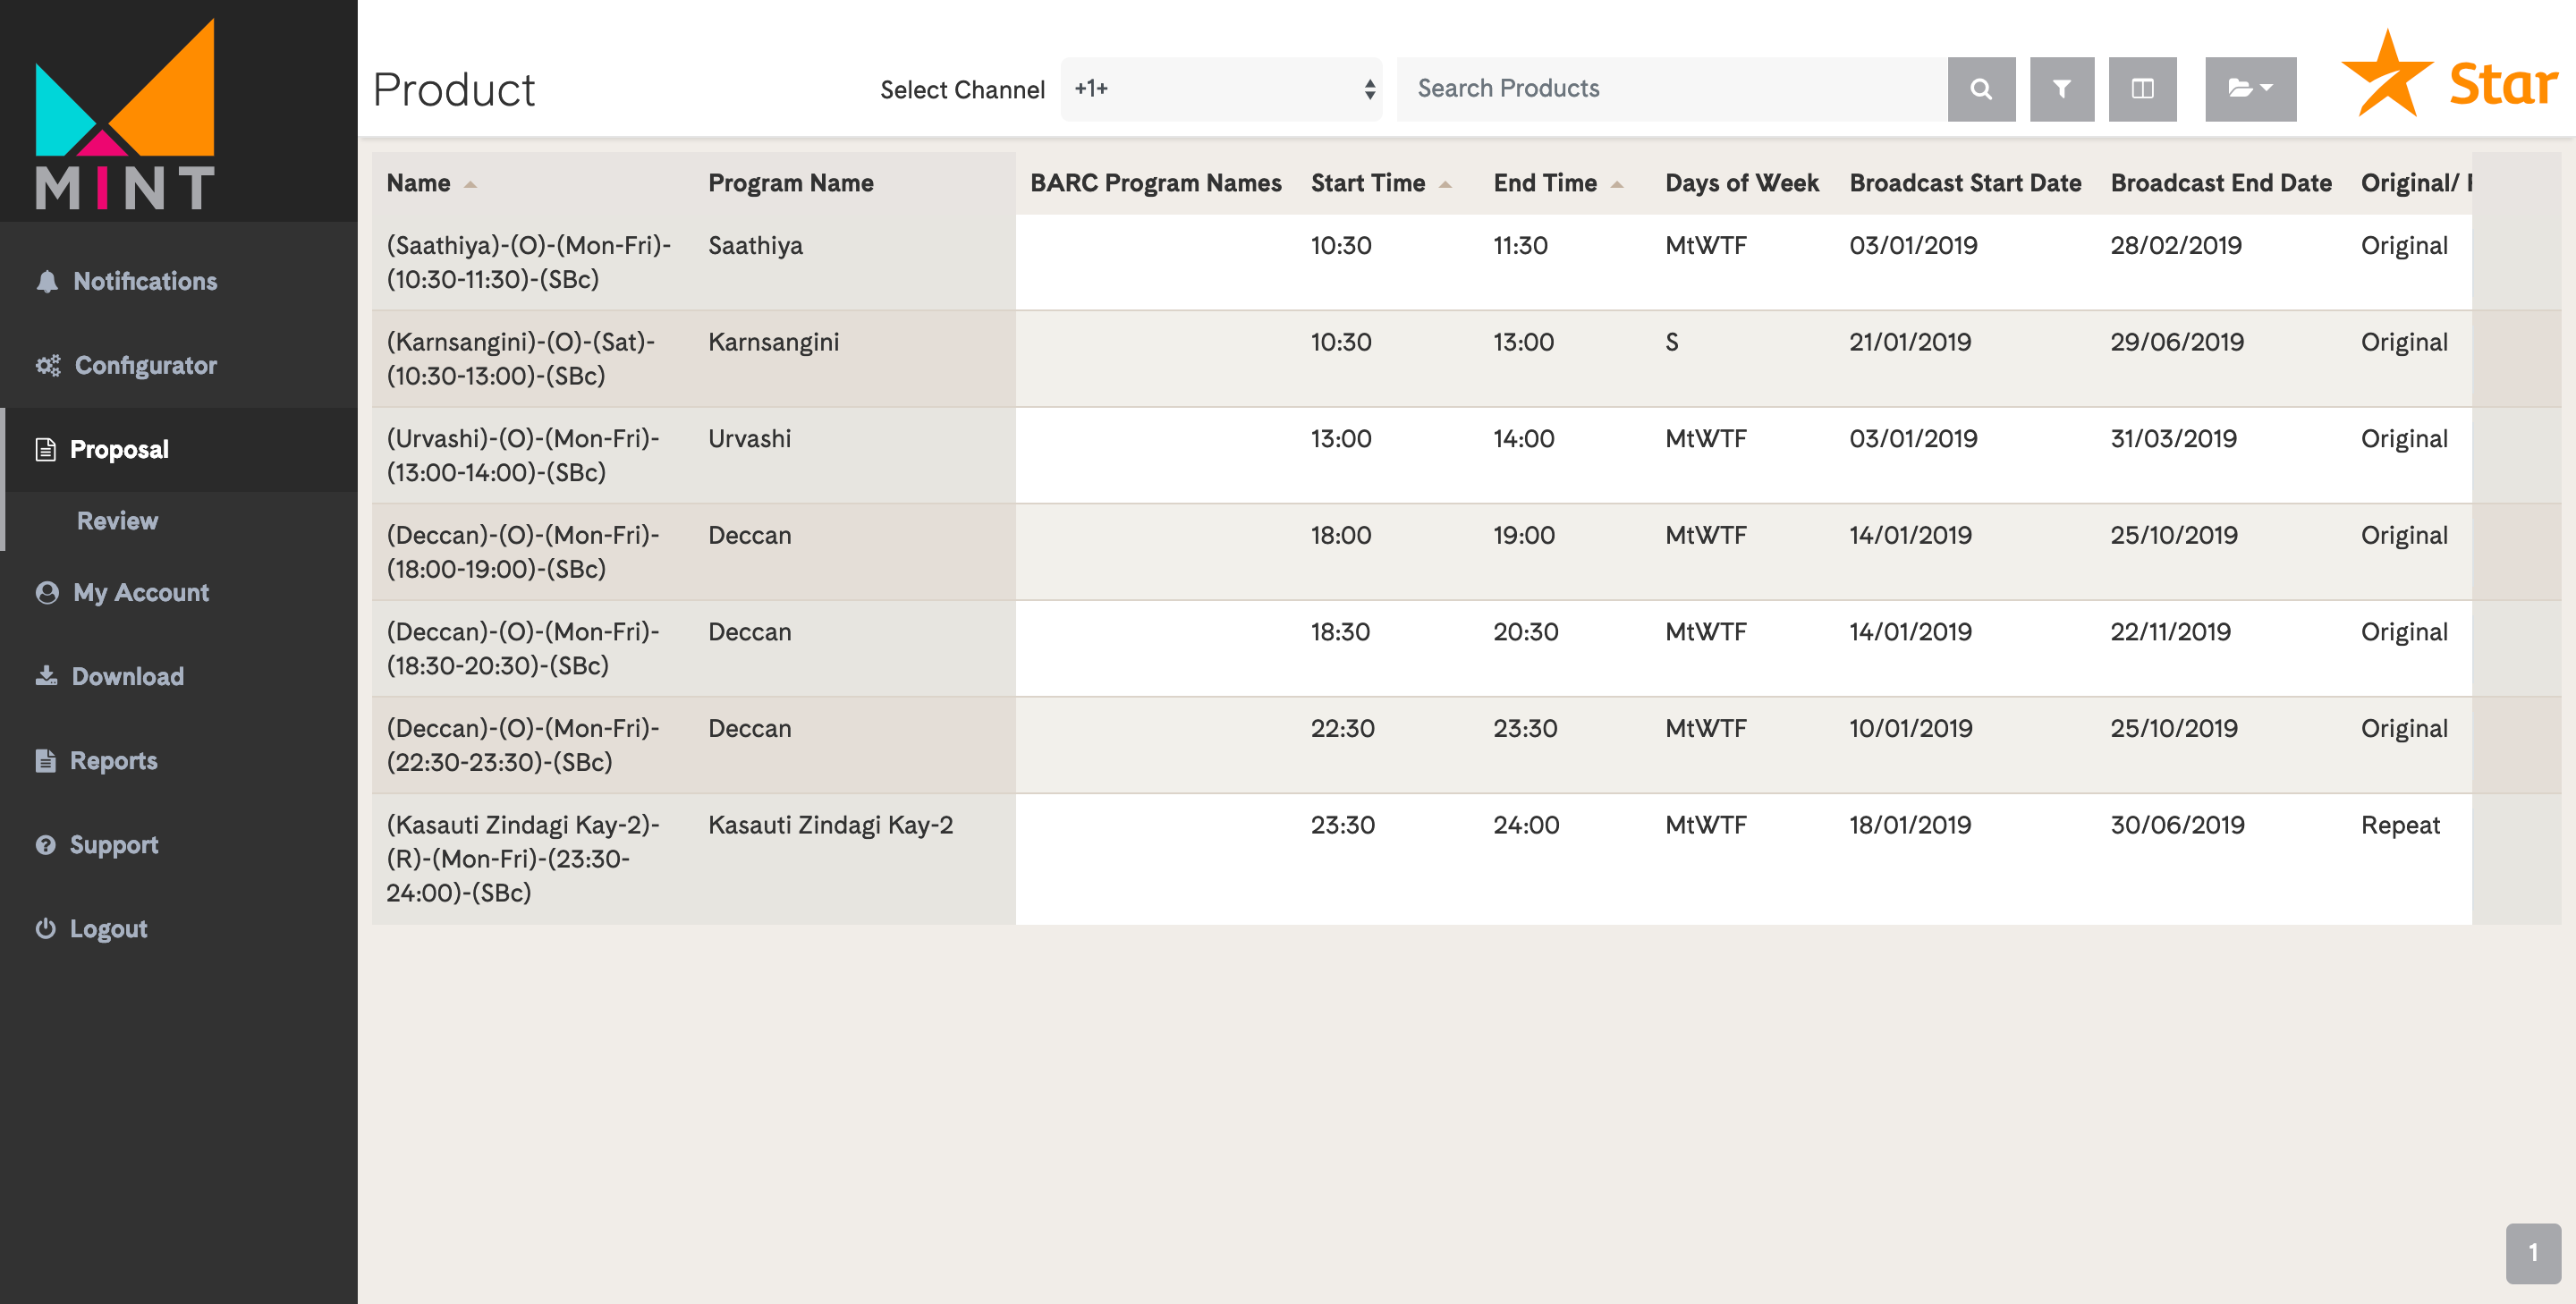 MINT
Notifications
Configurator
Proposal
Review
My Account
Download
Reports
Support
Logout
Product
Select Channel +1+ Search Products Star
Name Program Name BARC Program Names Start Time End Time Days of Week Broadcast Start Date Broadcast End Date Original/
(Saathiya)-(O)-(Mon-Fri)- Saathiya 10:30 11:30 MtWTF 03/01/2019 28/02/2019 Original
(10:30-11:30)-(SBc)
(Karnsangini)-(O)-(Sat)- Karnsangini 10:30 13:00 S 21/01/2019 29/06/2019 Original
(10:30-13:00)-(SBc)
(Urvashi)-(O)-(Mon-Fri)- Urvashi 13:00 14:00 MtWTF 03/01/2019 31/03/2019 Original
(13:00-14:00)-(SBc)
(Deccan)-(O)-(Mon-Fri)- Deccan 18:00 19:00 MtWTF 14/01/2019 25/10/2019 Original
(18:00-19:00)-(SBc)
(Deccan)-(O)-(Mon-Fri)- Deccan 18:30 20:30 MtWTF 14/01/2019 22/11/2019 Original
(18:30-20:30)-(SBc)
(Deccan)-(O)-(Mon-Fri)- Deccan 22:30 23:30 MtWTF 10/01/2019 25/10/2019 Original
(22:30-23:30)-(SBc)
(Kasauti Zindagi Kay-2)- Kasauti Zindagi Kay-2 23:30 24:00 MtWTF 18/01/2019 30/06/2019 Repeat
(R)-(Mon-Fri)-(23:30-
24:00)-(SBc)
1